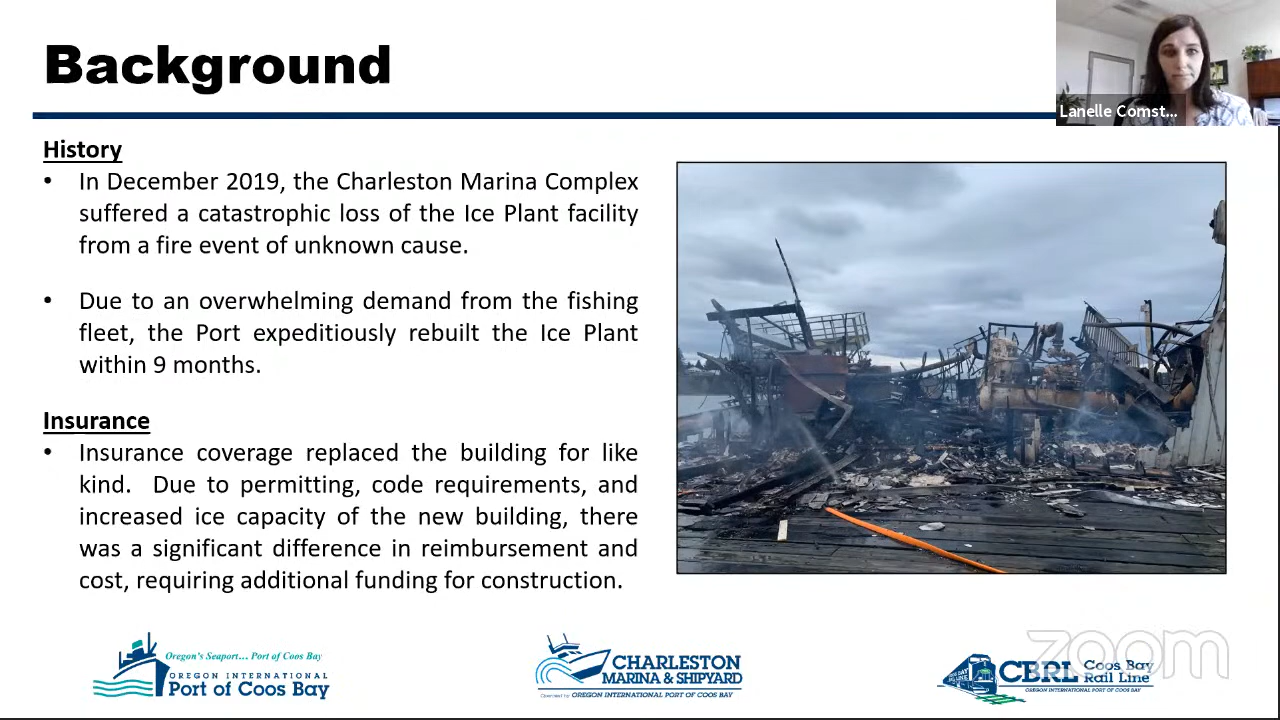 Background
Lanelle Comst...
History
• In December 2019, the Charleston Marina Complex
suffered a catastrophic loss of the Ice Plant facility
from a fire event of unknown cause.
• Due to an overwhelming demand from the fishing
fleet, the Port expeditiously rebuilt the Ice Plant
within 9 months.
Insurance
• Insurance coverage replaced the building for like
kind. Due to permitting, code requirements, and
increased ice capacity of the new building, there
was a significant difference in reimbursement and
cost, requiring additional funding for construction.
Oregon's Seaport... Port of Coos Bay
OREGON INTERNATIONAL
Port of Coos Bay
CHARLESTON
MARINA & SHIPYARD
Operated by OREGON INTERNATIONAL PORT OF COOS BAY
zoom
CBRL Coos Bay
Rail Line
OREGON INTERNATIONAL PORT OF COOS BAY